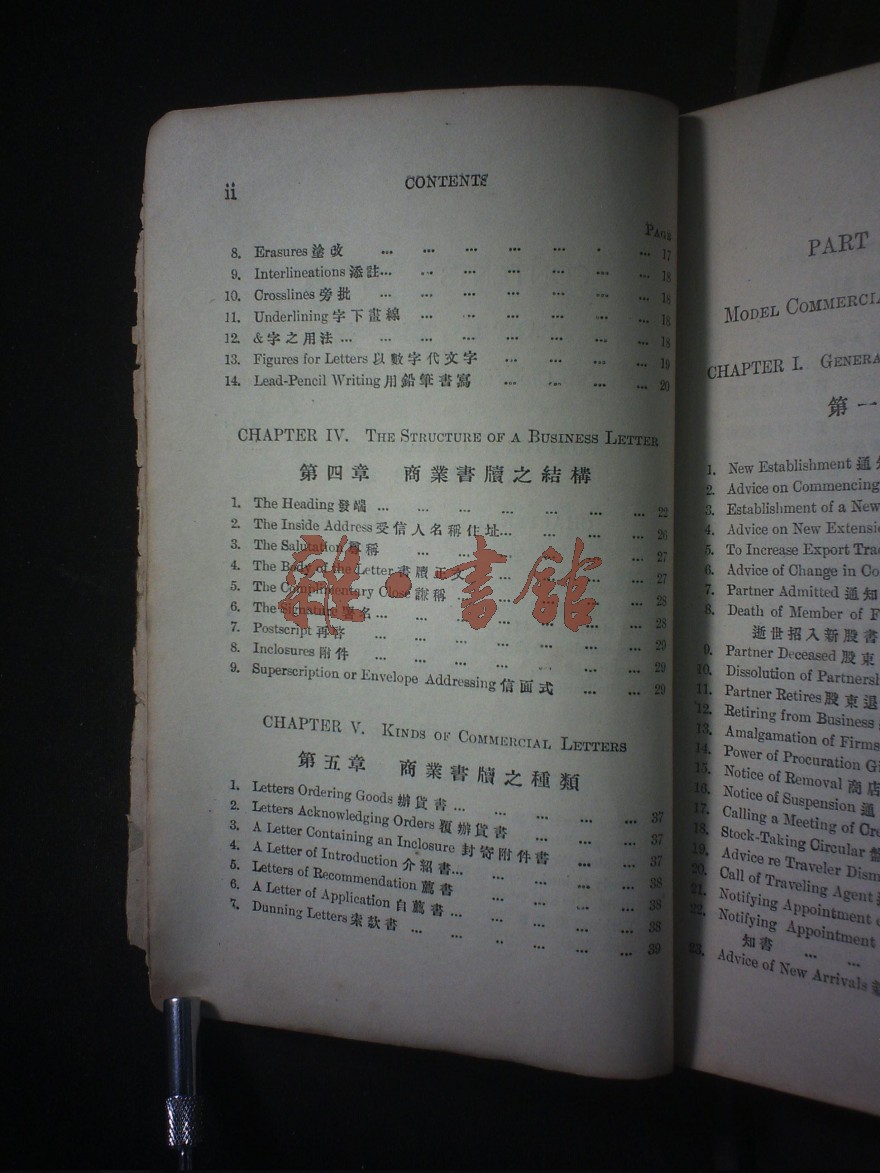 ii
CONTENTS
PAGE
8. Erasures 塗改 ... ... ... ... ... . ... 17
9. Interlineations 添註... ... ... ... ... ... ... 18
10. Crosslines 旁批 ... ... ... ... ... ... ... 18
11. Underlining 字下畫線 ... ... ... ... ... ... 18
12. &字之用法 ... ... ... ... ... ... ... ... 18
13. Figures for Letters 以數字代文字 ... ... ... ... 19
14. Lead-Pencil Writing 用鉛筆書寫 ... ... ... ... 20
CHAPTER IV. THE STRUCTURE OF A BUSINESS LETTER
第四章 商業書牘之結構
1. The Heading 發端 ... ... ... ... ... ... ... 22
2. The Inside Address 受信人名稱住址... ... ... ... 26
3. The Salutation 尊稱 ... ... ... ... ... ... 27
4. The Body of the Letter 書牘正文 ... ... ... ... 27
5. The Complimentary Close 謙稱 ... ... ... ... ... 28
6. The Signature 署名... ... ... ... ... ... ... 28
7. Postscript 再啓 ... ... ... ... ... ... ... 29
8. Inclosures 附件 ... ... ... ... ... ... ... 29
9. Superscription or Envelope Addressing 信面式 ... ... 29
雜·書館
CHAPTER V. KINDS OF COMMERCIAL LETTERS
第五章 商業書牘之種類
1. Letters Ordering Goods 辦貨書 ... ... ... ... ... 37
2. Letters Acknowledging Orders 覆辦貨書 ... ... ... 37
3. A Letter Containing an Inclosure 封寄附件書 ... ... 37
4. A Letter of Introduction 介紹書... ... ... ... ... 38
5. Letters of Recommendation 薦書 ... ... ... ... 38
6. A Letter of Application 自薦書... ... ... ... ... 38
7. Dunning Letters 索欵書 ... ... ... ... ... ... 39
PART
MODEL COMMERCIA
CHAPTER I. GENERA
第一
1. New Establishment 通知
2. Advice on Commencing
3. Establishment of a New
4. Advice on New Extensi
5. To Increase Export Tra
6. Advice of Change in Co
7. Partner Admitted 通知
8. Death of Member of F
逝世招入新股書
9. Partner Deceased 股東
10. Dissolution of Partnersh
11. Partner Retires 股東退
12. Retiring from Business
13. Amalgamation of Firms
14. Power of Procuration G
15. Notice of Removal 商店
16. Notice of Suspension 通
17. Calling a Meeting of Cre
18. Stock-Taking Circular 盤
19. Advice re Traveler Dism
20. Call of Traveling Agent
21. Notifying Appointment o
22. Notifying Appointment
知書 ... ...
23. Advice of New Arrivals